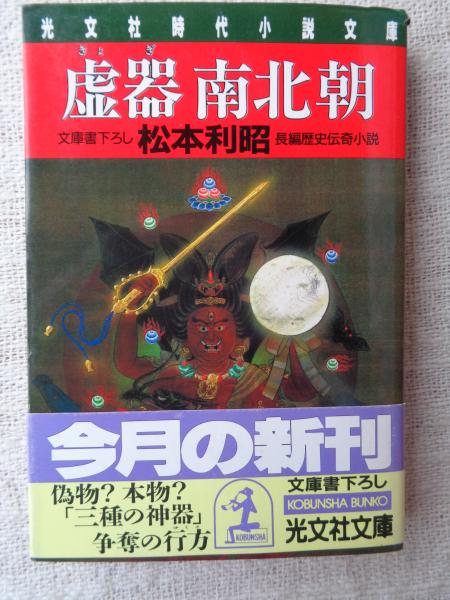 光文社時代小説文庫
きょ　ぎ
虚器 南北朝
文庫書下ろし 松本利昭 長編歴史伝奇小説
今月の新刊
偽物？本物？
「三種の神器」
争奪の行方
KOBUNSHA
文庫書下ろし
KOBUNSHA BUNKO
光文社文庫